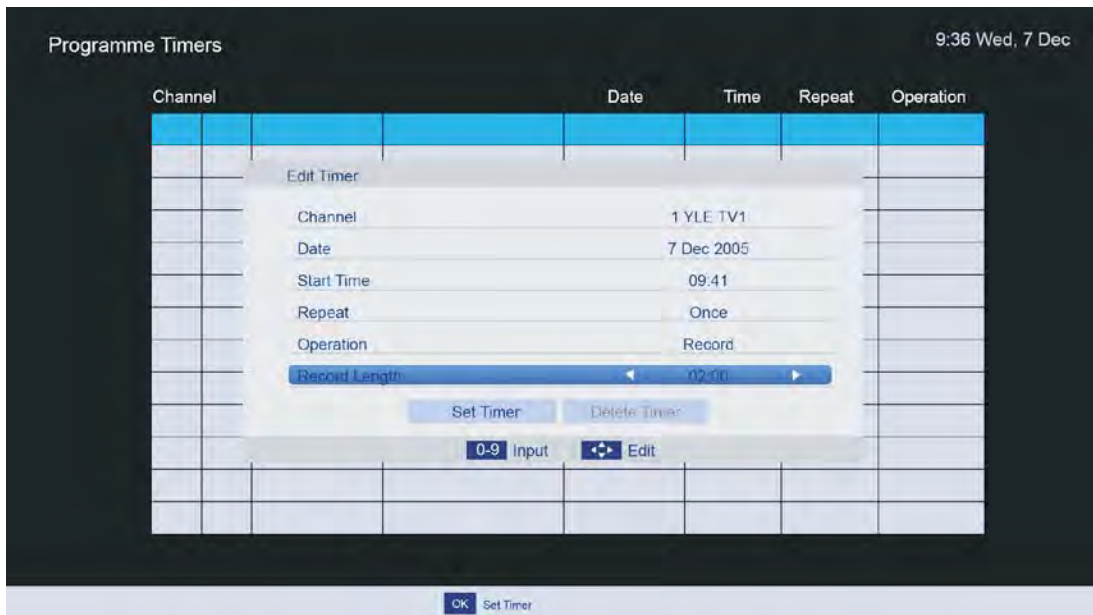 Programme Timers
9:36 Wed, 7 Dec
Channel Date Time Repeat Operation
Edit Timer
Channel 1 YLE TV1
Date 7 Dec 2005
Start Time 09:41
Repeat Once
Operation Record
Record Length 02:00
Set Timer Delete Timer
0-9 Input Edit
OK Set Timer